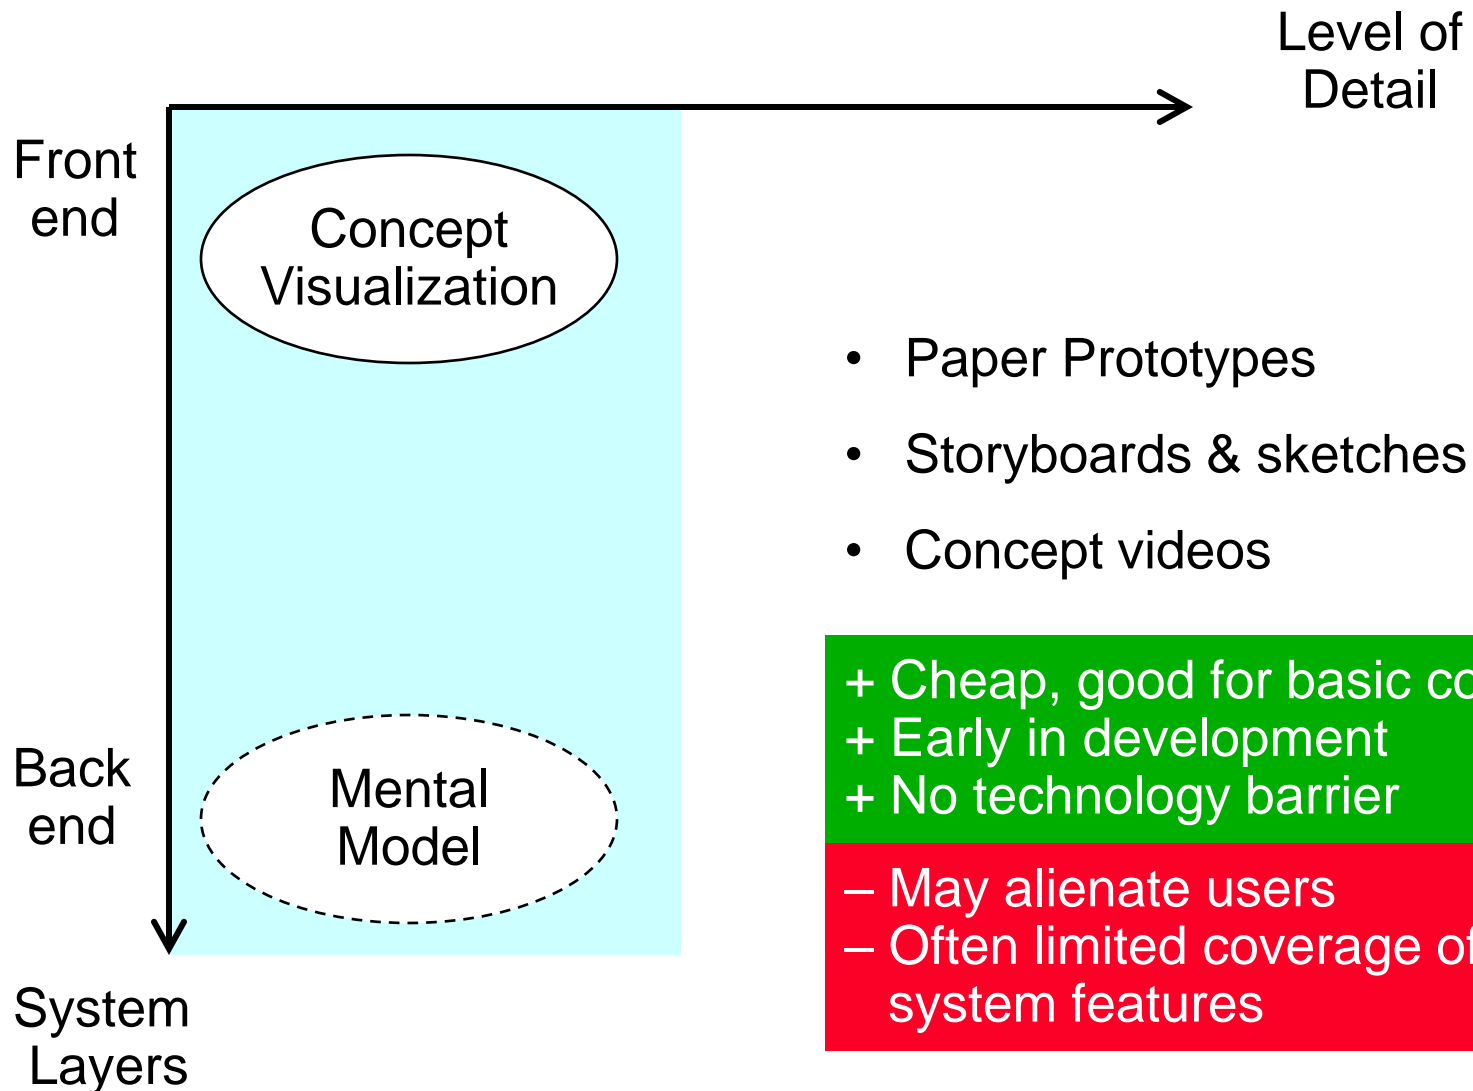 Level of
Detail
Front
end
Concept
Visualization
• Paper Prototypes
• Storyboards & sketches
• Concept videos
+ Cheap, good for basic
+ Early in development
+ No technology barrier
Back
end
Mental
Model
– May alienate users
– Often limited coverage of
system features
System
Layers